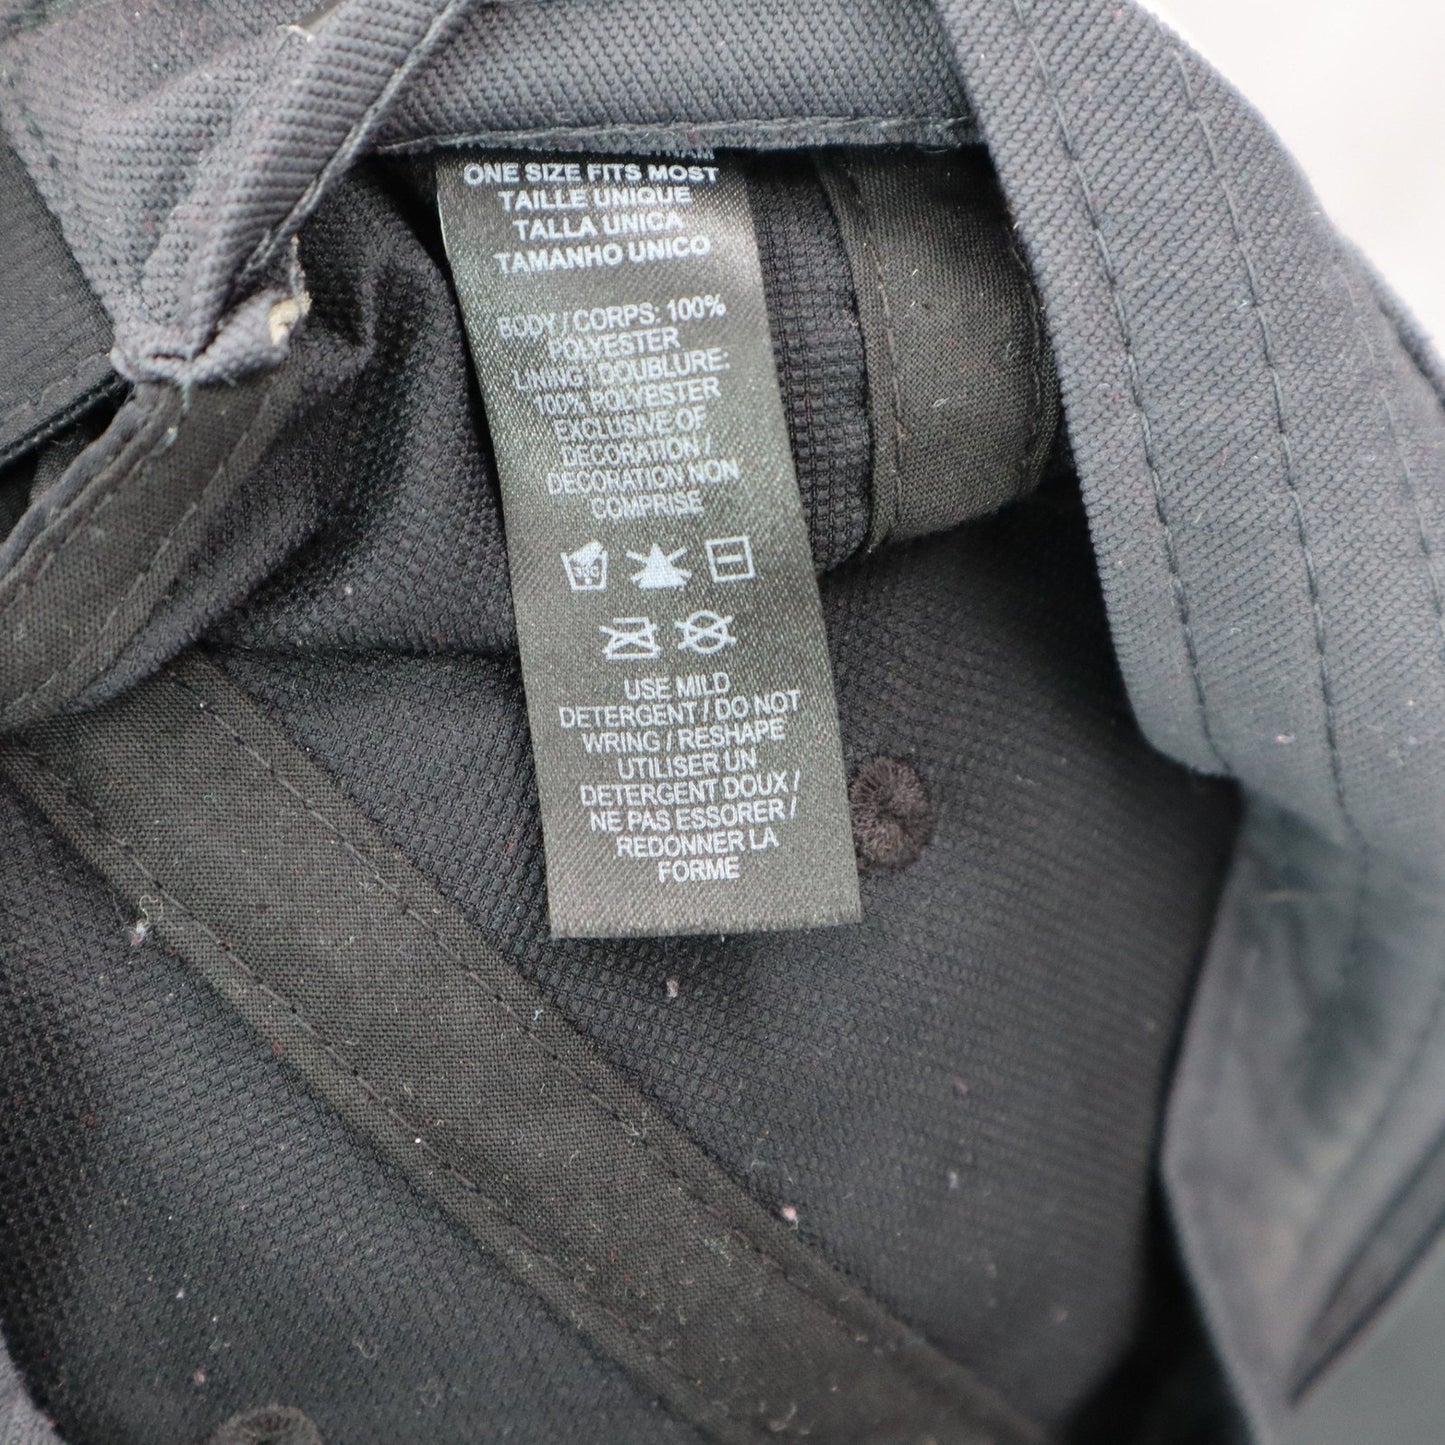 ONE SIZE FITS MOST
TAILLE UNIQUE
TALLA UNICA
TAMANHO UNICO
BODY / CORPS: 100%
POLYESTER
LINING / DOUBLURE:
100% POLYESTER
EXCLUSIVE OF
DECORATION /
DECORATION NON
COMPRISE
USE MILD
DETERGENT / DO NOT
WRING / RESHAPE
UTILISER UN
DETERGENT DOUX /
NE PAS ESSORER /
REDONNER LA
FORME